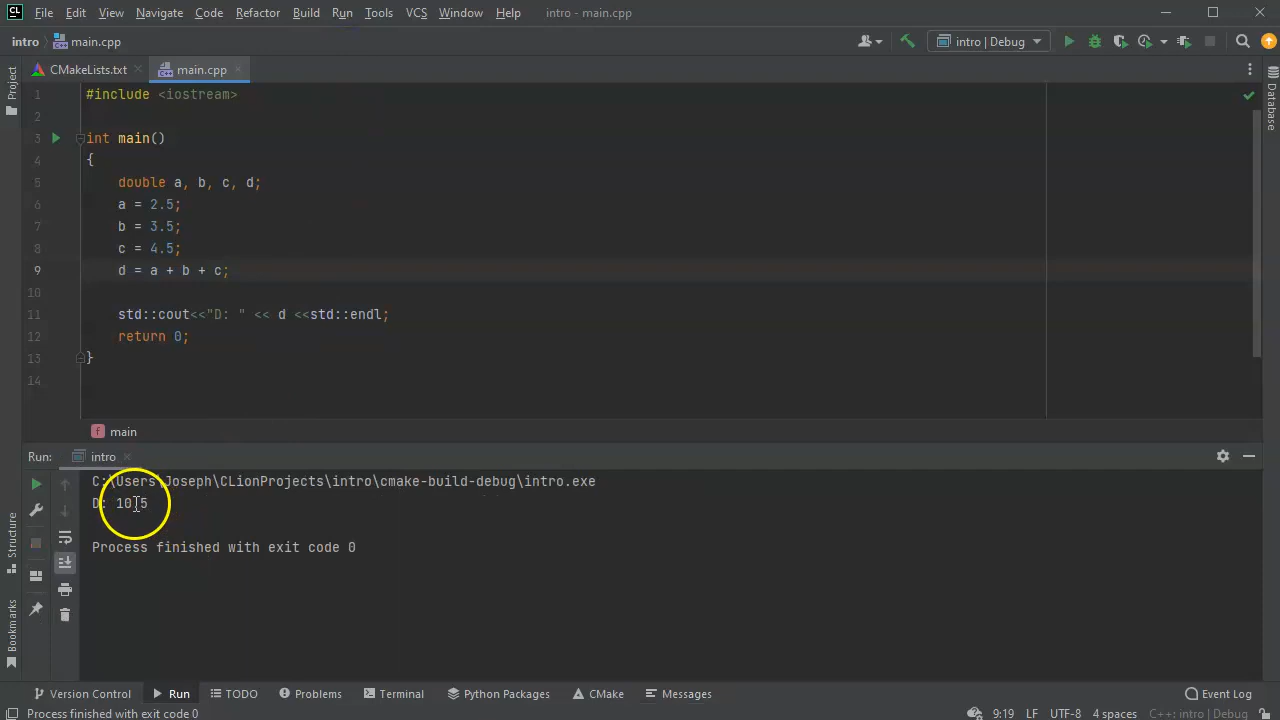 CL File Edit View Navigate Code Refactor Build Run Tools VCS Window Help intro - main.cpp
intro main.cpp intro | Debug
CMakeLists.txt main.cpp
1 #include <iostream>
2
3 int main()
4 {
5 double a, b, c, d;
6 a = 2.5;
7 b = 3.5;
8 c = 4.5;
9 d = a + b + c;
10
11 std::cout<<"D: " << d <<std::endl;
12 return 0;
13 }
14
f main
Project
Database
Structure
Bookmarks
Run: intro
C:\Users\Joseph\CLionProjects\intro\cmake-build-debug\intro.exe
D: 10.5
Process finished with exit code 0
Version Control Run TODO Problems Terminal Python Packages CMake Messages Event Log
Process finished with exit code 0 9:19 LF UTF-8 4 spaces C++: intro | Debug